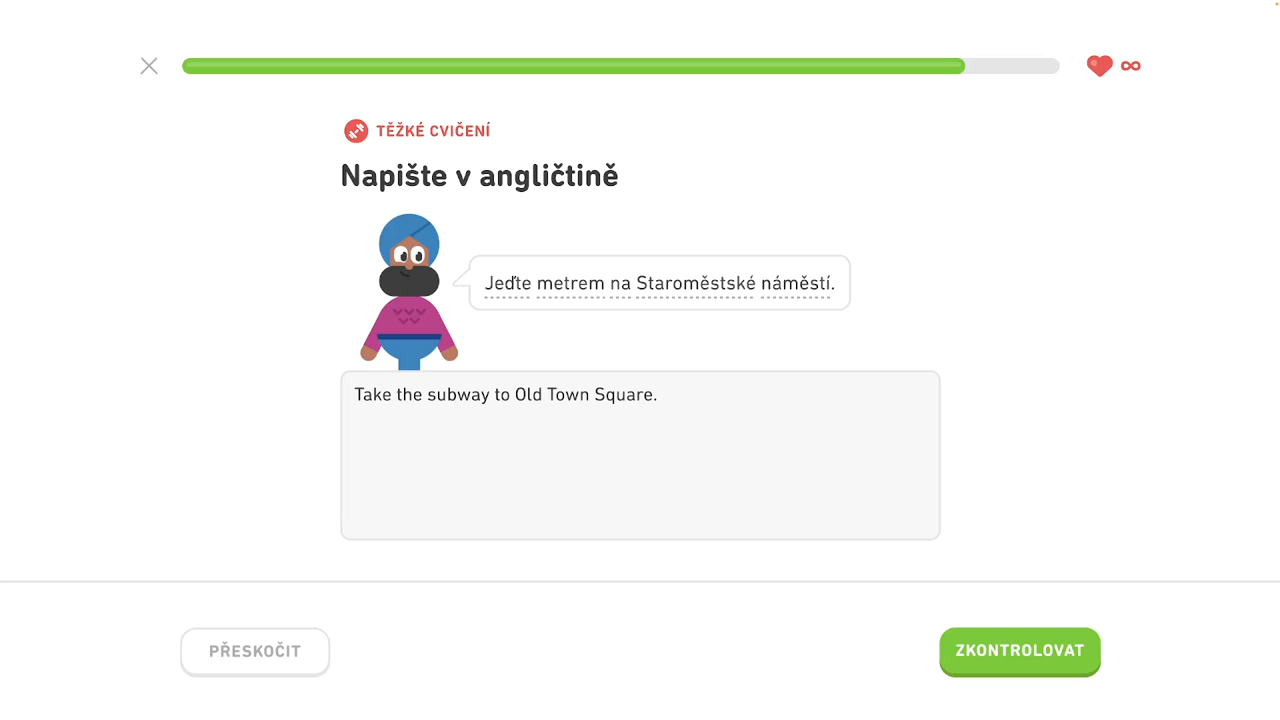 ∞
TĚŽKÉ CVIČENÍ
Napište v angličtině
Jeďte metrem na Staroměstské náměstí.
Take the subway to Old Town Square.
PŘESKOČIT
ZKONTROLOVAT